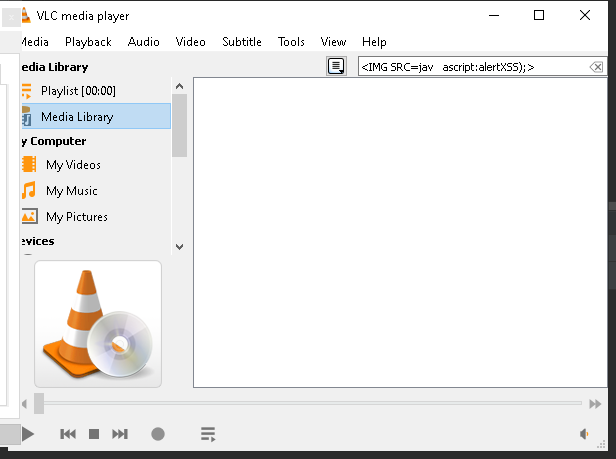 VLC media player
Media Playback Audio Video Subtitle Tools View Help
edia Library
<IMG SRC=jav ascript:alertXSS);>
Playlist [00:00]
Media Library
y Computer
My Videos
My Music
My Pictures
evices